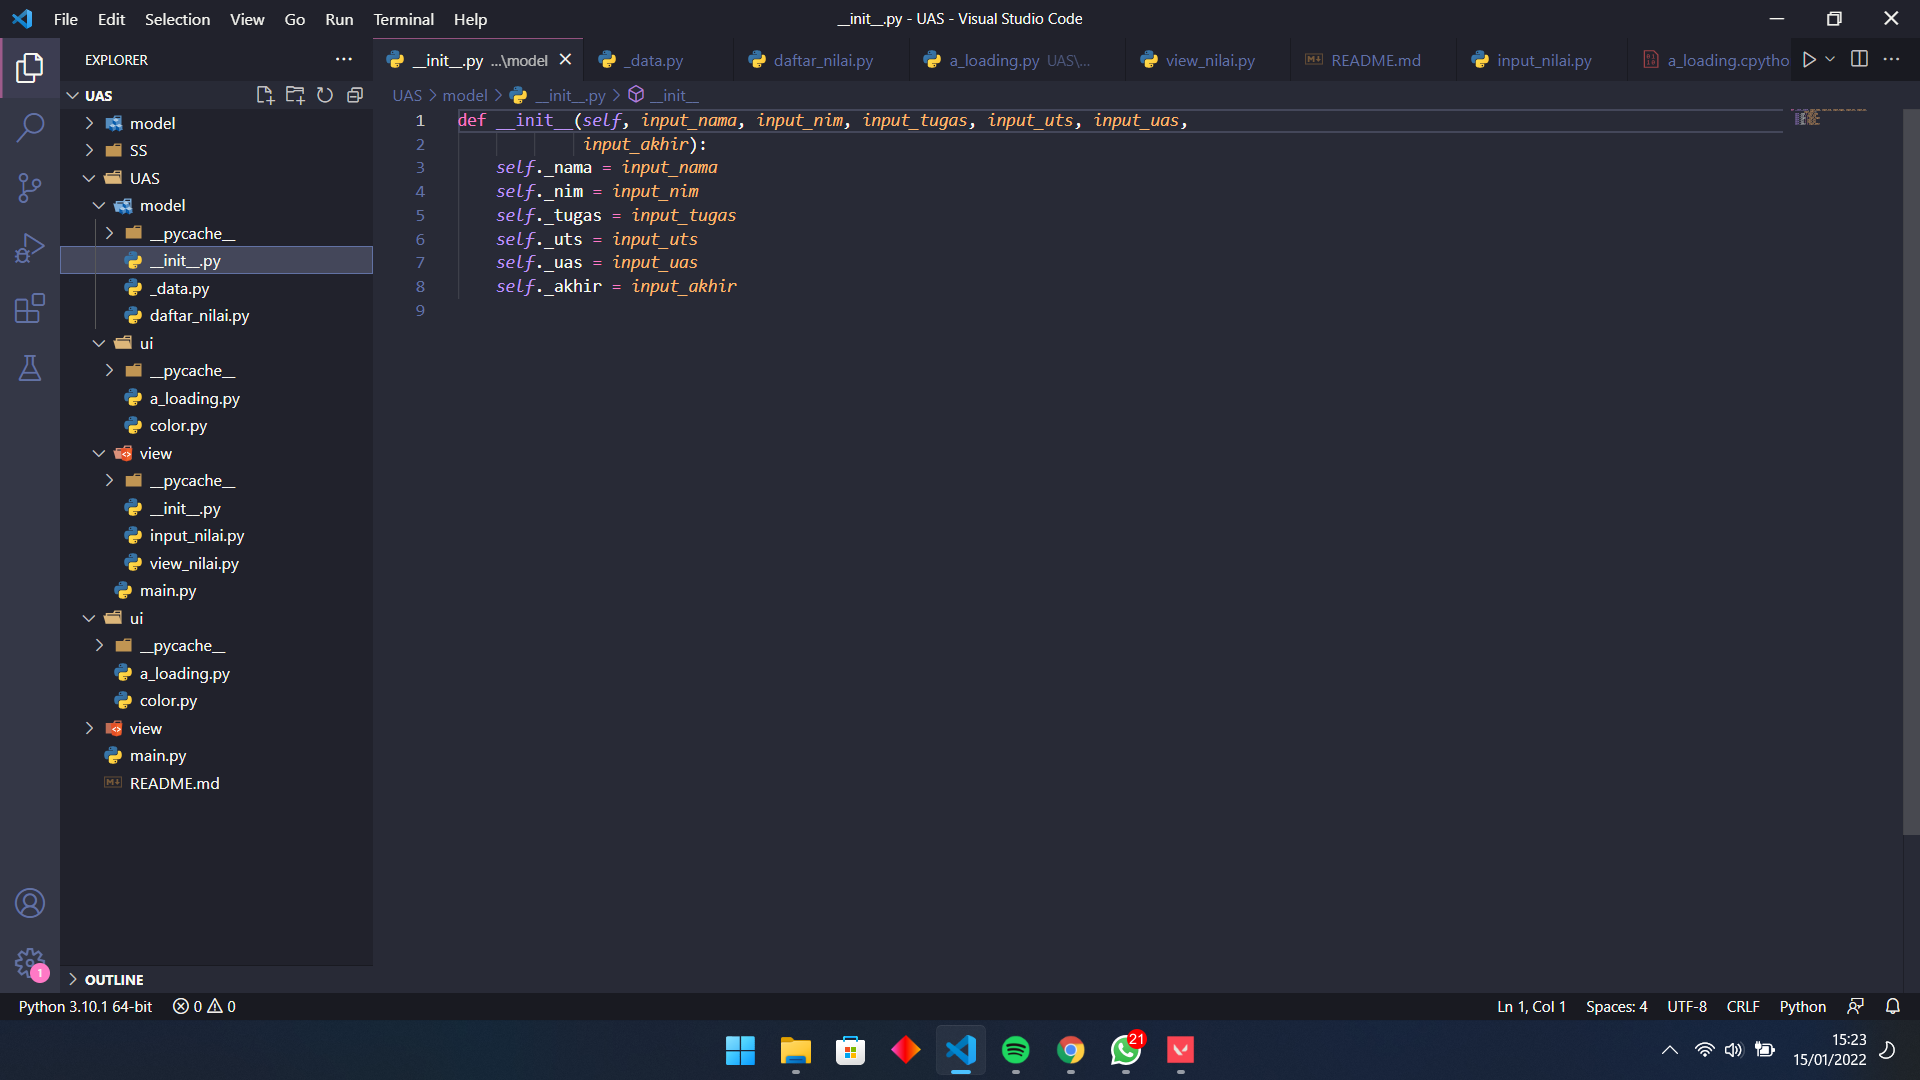 File Edit Selection View Go Run Terminal Help
__init__.py - UAS - Visual Studio Code
EXPLORER
__init__.py ...\model
_data.py
daftar_nilai.py
a_loading.py UAS\...
view_nilai.py
README.md
input_nilai.py
a_loading.cpytho
UAS
UAS > model > __init__.py > __init__
model
SS
UAS
model
__pycache__
__init__.py
_data.py
daftar_nilai.py
ui
__pycache__
a_loading.py
color.py
view
__pycache__
__init__.py
input_nilai.py
view_nilai.py
main.py
ui
__pycache__
a_loading.py
color.py
view
main.py
README.md
OUTLINE
1 def __init__(self, input_nama, input_nim, input_tugas, input_uts, input_uas,
2 input_akhir):
3 self._nama = input_nama
4 self._nim = input_nim
5 self._tugas = input_tugas
6 self._uts = input_uts
7 self._uas = input_uas
8 self._akhir = input_akhir
9
1
Python 3.10.1 64-bit 0 0
Ln 1, Col 1 Spaces: 4 UTF-8 CRLF Python
21
15:23
15/01/2022